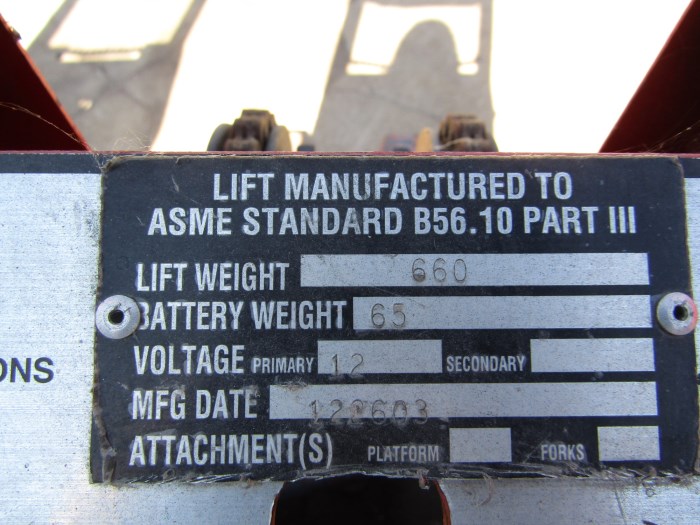 LIFT MANUFACTURED TO
ASME STANDARD B56.10 PART III
LIFT WEIGHT 660
BATTERY WEIGHT 65
VOLTAGE PRIMARY 12 SECONDARY
ONS
MFG DATE 122603
ATTACHMENT(S) PLATFORM FORKS